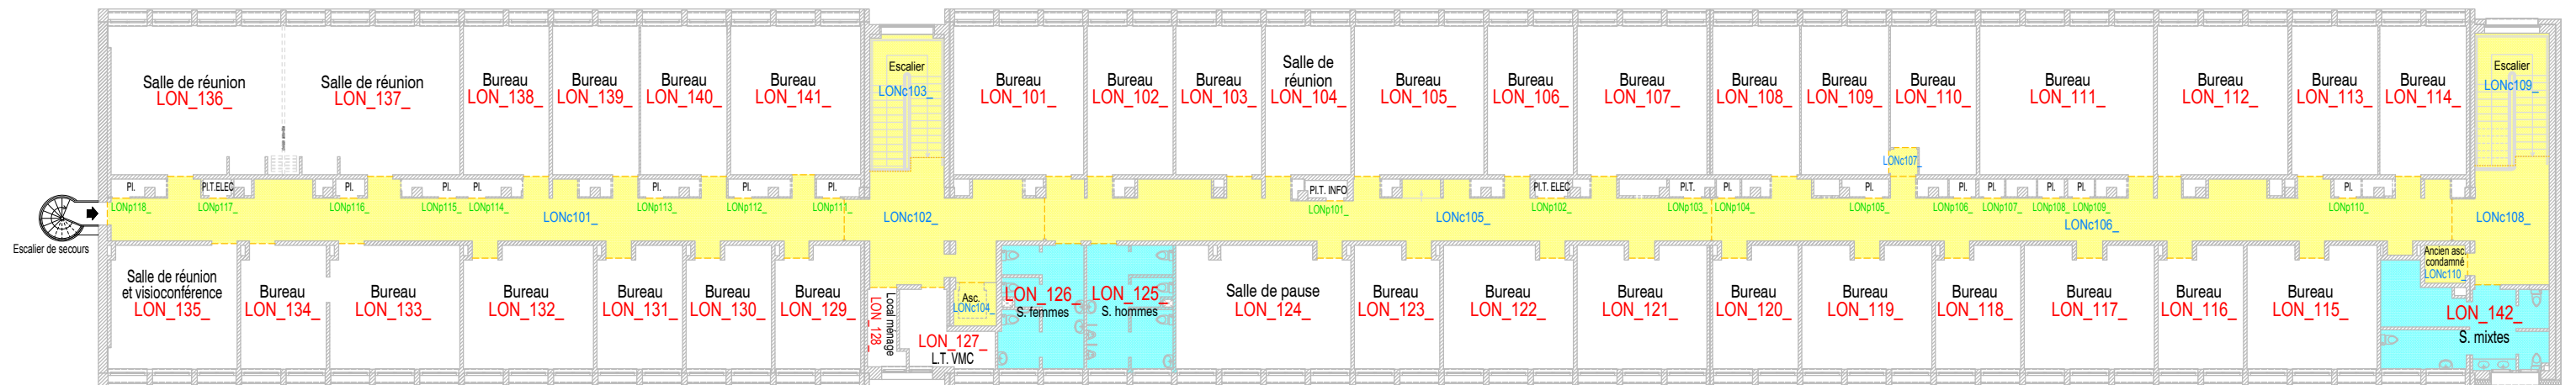 Salle de réunion
LON_136_
Salle de réunion
LON_137_
Bureau
LON_138_
Bureau
LON_139_
Bureau
LON_140_
Bureau
LON_141_
Escalier
LONc103_
Bureau
LON_101_
Bureau
LON_102_
Bureau
LON_103_
Salle de
réunion
LON_104_
Bureau
LON_105_
Bureau
LON_106_
Bureau
LON_107_
Bureau
LON_108_
Bureau
LON_109_
Bureau
LON_110_
Bureau
LON_111_
Bureau
LON_112_
Bureau
LON_113_
Bureau
LON_114_
Escalier
LONc109_
LONc107_
Pl.
Pl.T.ELEC
Pl.
Pl.
Pl.
Pl.
Pl.
Pl.
Pl.T. INFO
Pl.T. ELEC
Pl.T.
Pl.
Pl.
Pl.
Pl.
Pl.
Pl.
Pl.
LONp118_
LONp117_
LONp116_
LONp115_
LONp114_
LONp113_
LONp112_
LONp111_
LONp101_
LONp102_
LONp103_
LONp104_
LONp105_
LONp106_
LONp107_
LONp108_
LONp109_
LONp110_
LONc101_
LONc102_
LONc105_
LONc106_
LONc108_
Escalier de secours
Salle de réunion
et visioconférence
LON_135_
Bureau
LON_134_
Bureau
LON_133_
Bureau
LON_132_
Bureau
LON_131_
Bureau
LON_130_
Bureau
LON_129_
Local ménage
LON_128_
Asc.
LONc104_
LON_127_
L.T. VMC
LON_126_
S. femmes
LON_125_
S. hommes
Salle de pause
LON_124_
Bureau
LON_123_
Bureau
LON_122_
Bureau
LON_121_
Bureau
LON_120_
Bureau
LON_119_
Bureau
LON_118_
Bureau
LON_117_
Bureau
LON_116_
Bureau
LON_115_
Ancien asc.
condamné
LONc110_
LON_142_
S. mixtes